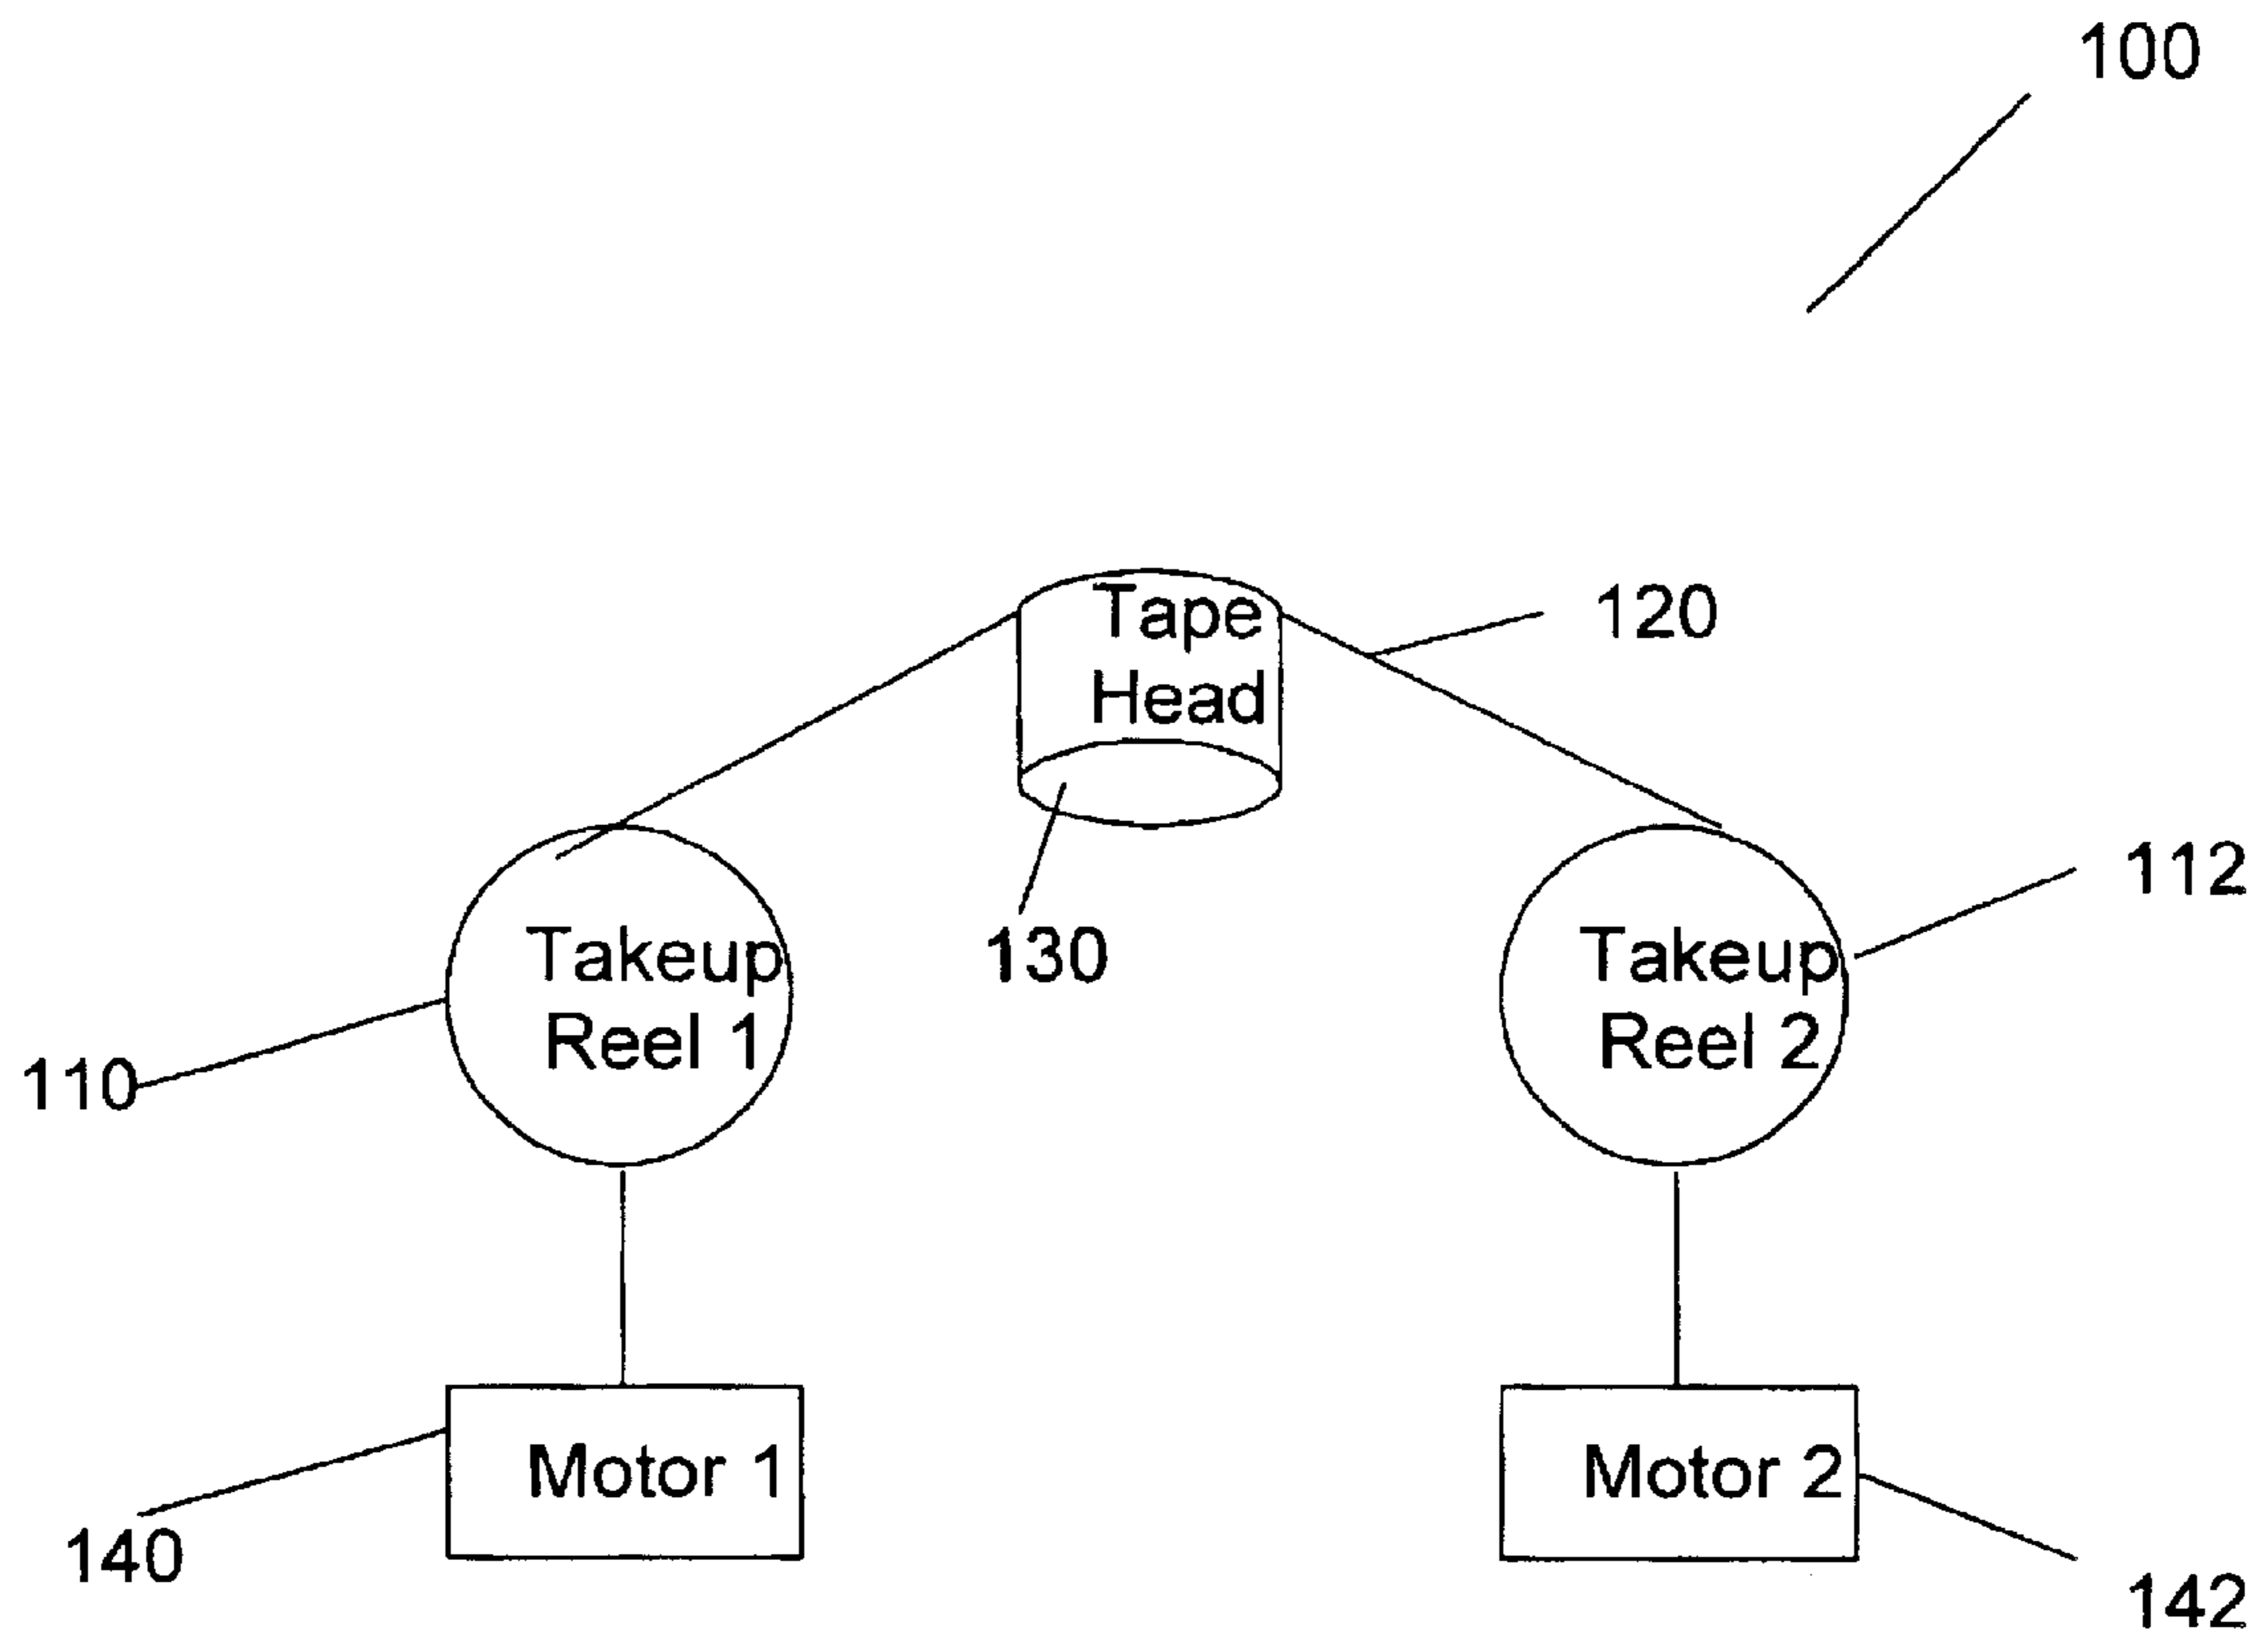 100
Tape
Head
120
112
130
Takeup
Reel 1
Takeup
Reel 2
110
Motor 1
Motor 2
140
142